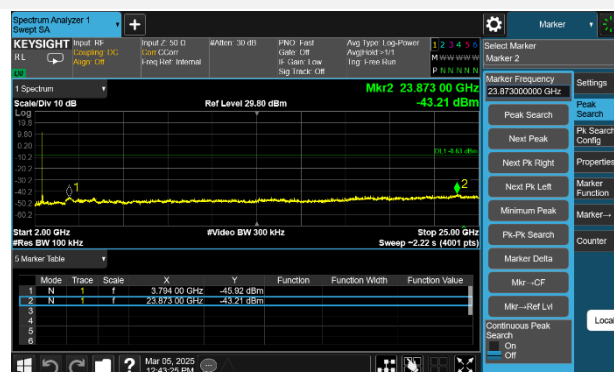 Spectrum Analyzer 1
Swept SA
Marker
KEYSIGHT Input: RF Input Z: 50 Ω #Atten: 30 dB PNO: Fast Avg Type: Log-Power 1 2 3 4 5 6
RL Coupling: DC Corr CCorr Gate: Off Avg|Hold:>1/1 M W W W W W
Align: Off Freq Ref: Internal IF Gain: Low Trig: Free Run
Sig Track: Off P N N N N N
Select Marker
Marker 2
1 Spectrum
Mkr2 23.873 00 GHz
Scale/Div 10 dB Ref Level 29.80 dBm -43.21 dBm
Log
19.8
9.80
0.20
-10.2
DL1 -8.63 dBm
-20.2
-30.2
-40.2
-50.2
-60.2
1
2
Start 2.00 GHz #Video BW 300 kHz Stop 25.00 GHz
#Res BW 100 kHz Sweep ~2.22 s (4001 pts)
5 Marker Table
Mode Trace Scale X Y Function Function Width Function Value
1 N 1 f 3.794 00 GHz -45.92 dBm
2 N 1 f 23.873 00 GHz -43.21 dBm
3
4
5
6
Mar 05, 2025
12:43:25 PM
Marker Frequency
23.873000000 GHz
Peak Search
Next Peak
Next Pk Right
Next Pk Left
Minimum Peak
Pk-Pk Search
Marker Delta
Mkr→CF
Mkr→Ref Lvl
Continuous Peak
Search
On
Off
Settings
Peak
Search
Pk Search
Config
Properties
Marker
Function
Marker→
Counter
Local